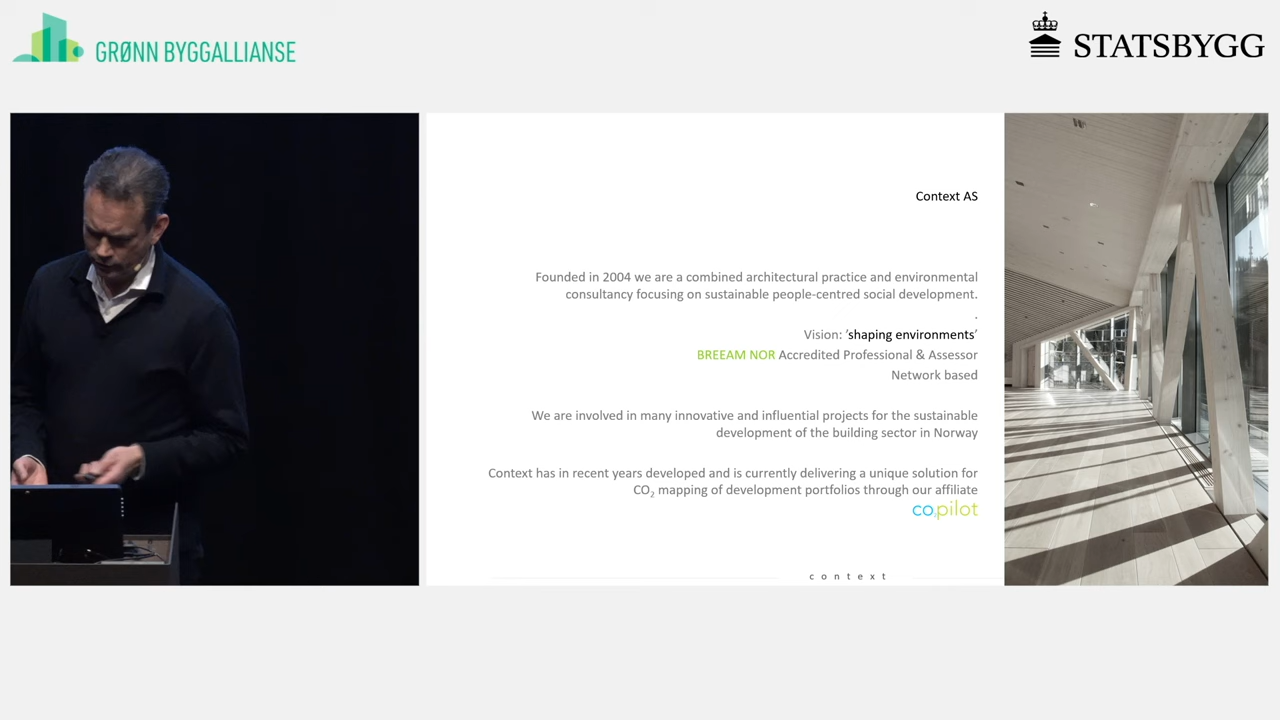 GRØNN BYGGALLIANSE
STATSBYGG
Context AS
Founded in 2004 we are a combined architectural practice and environmental
consultancy focusing on sustainable people-centred social development.
.
Vision: 'shaping environments'
BREEAM NOR Accredited Professional & Assessor
Network based
We are involved in many innovative and influential projects for the sustainable
development of the building sector in Norway
Context has in recent years developed and is currently delivering a unique solution for
CO₂ mapping of development portfolios through our affiliate
co₂pilot
context